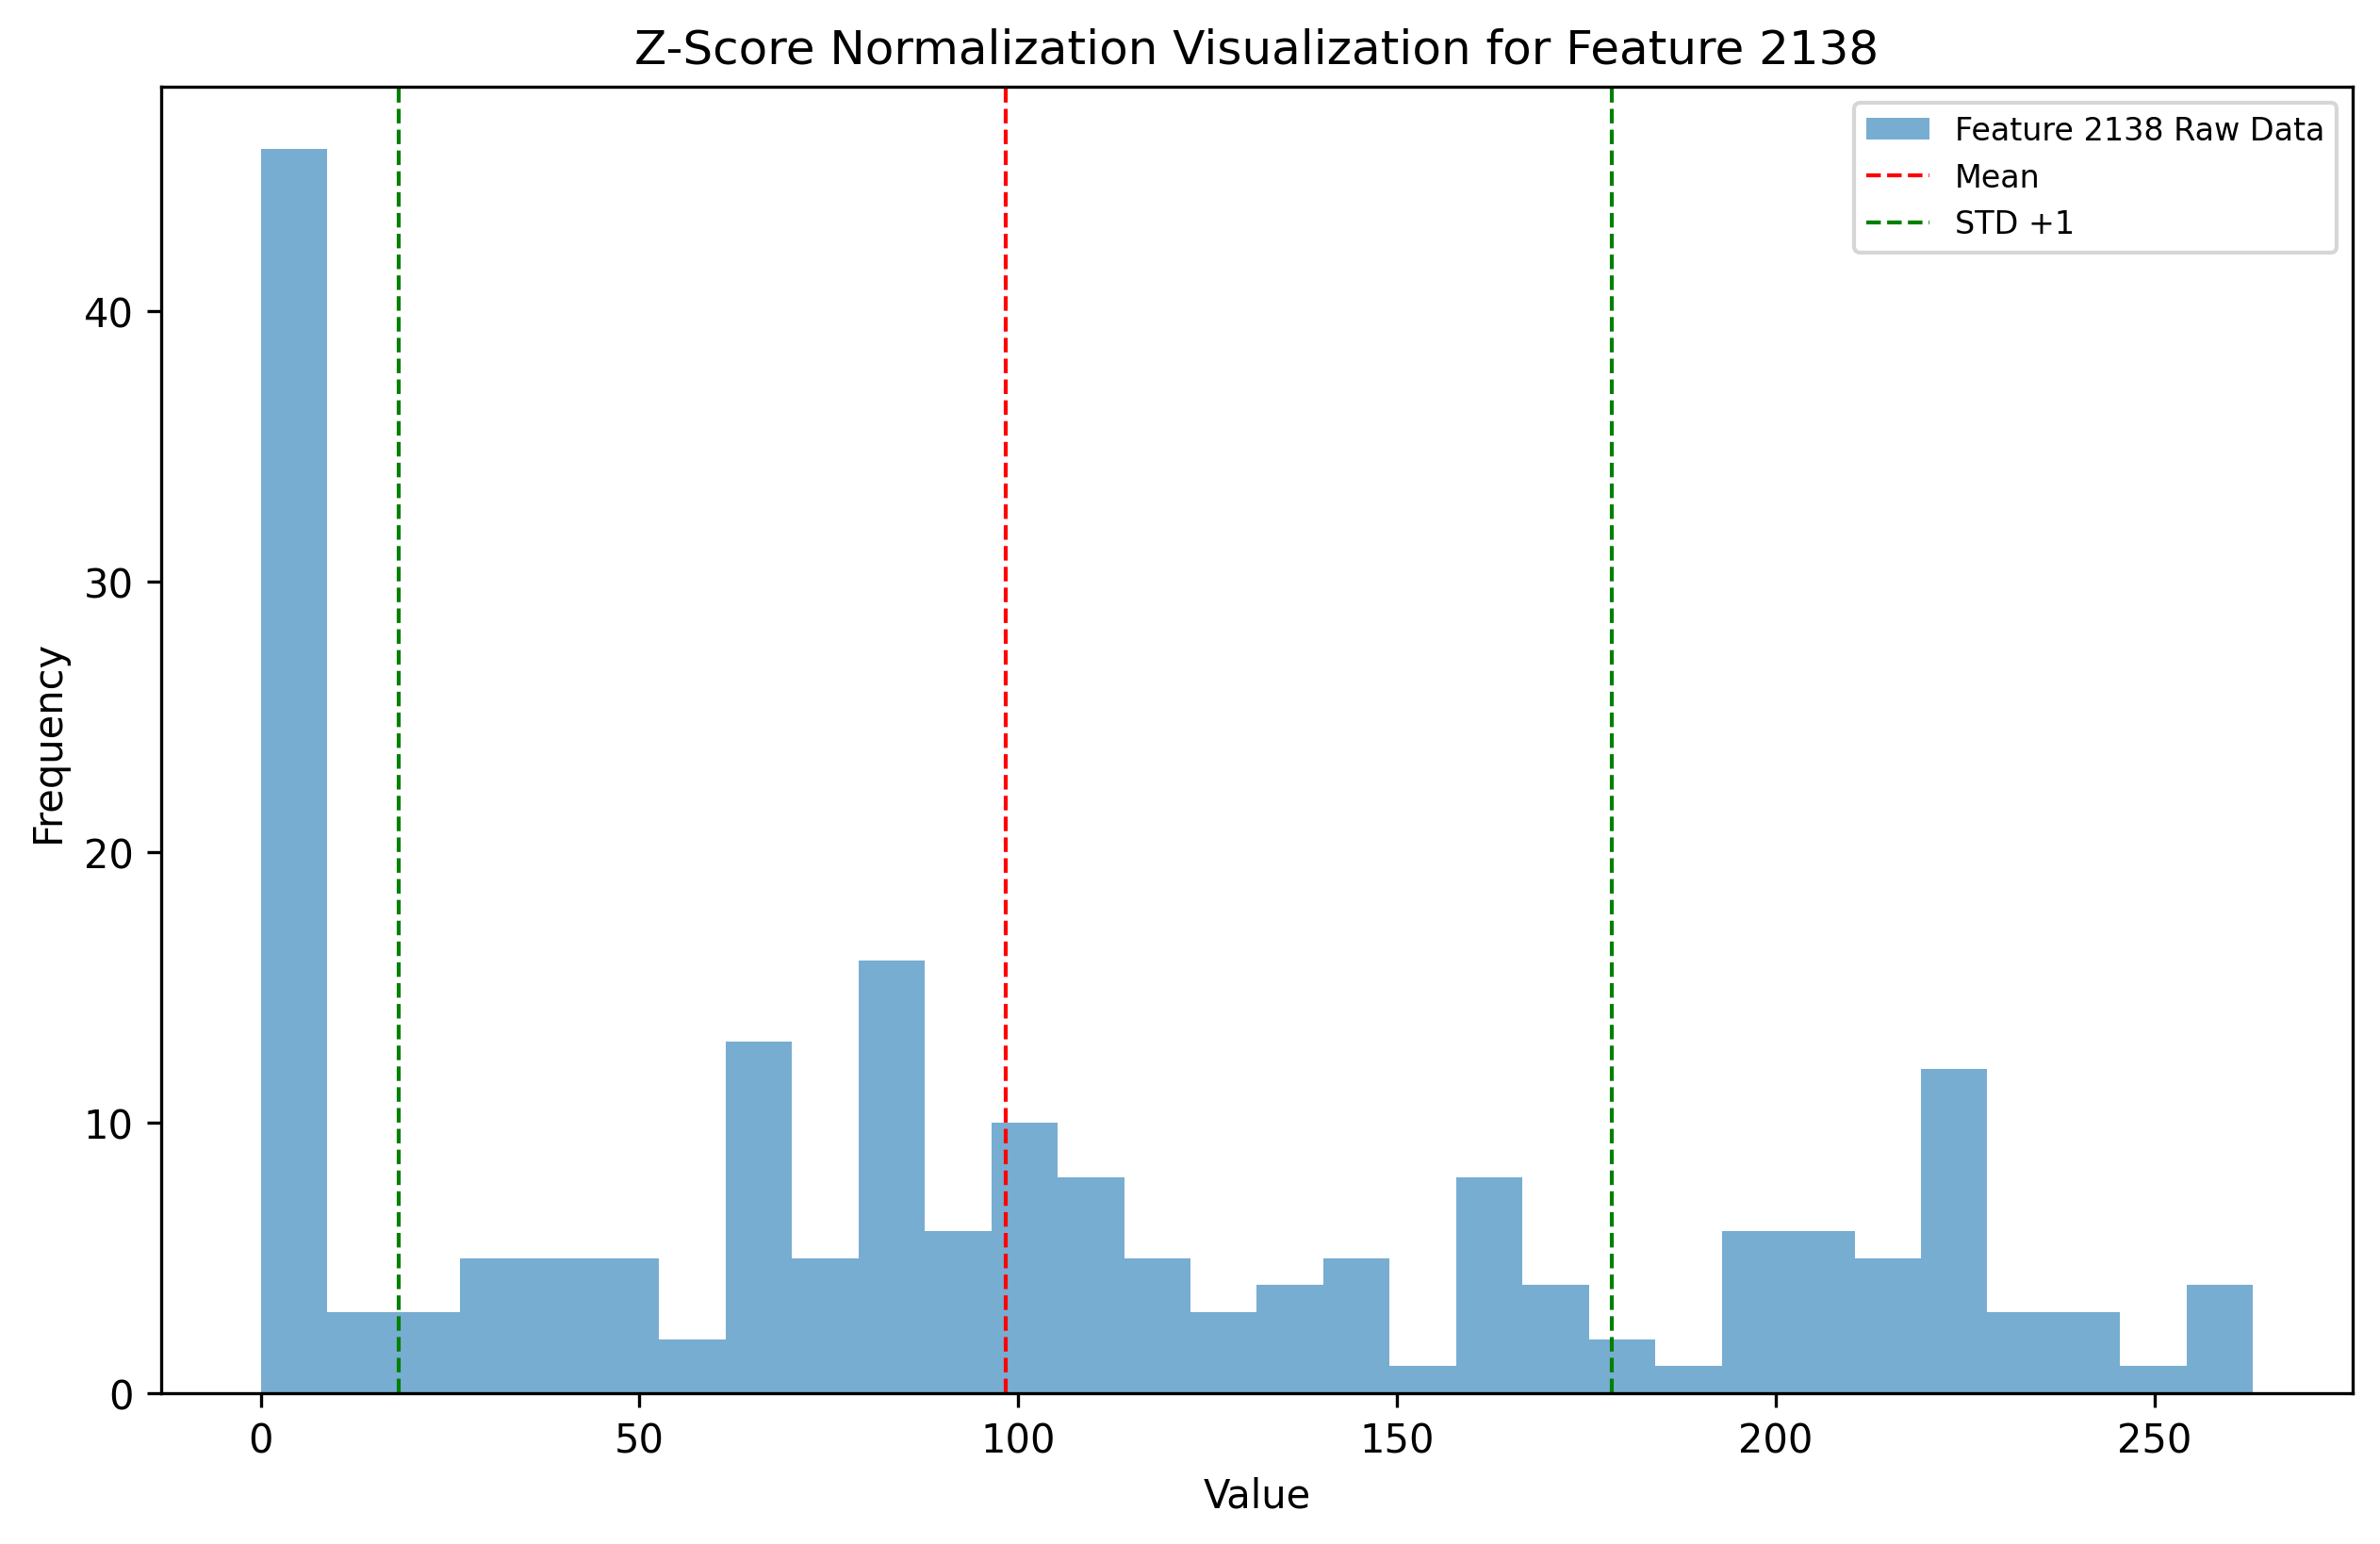 Z-Score Normalization Visualization for Feature 2138
Feature 2138 Raw Data
Mean
STD +1
Frequency
40
30
20
10
0
0 50 100 150 200 250
Value